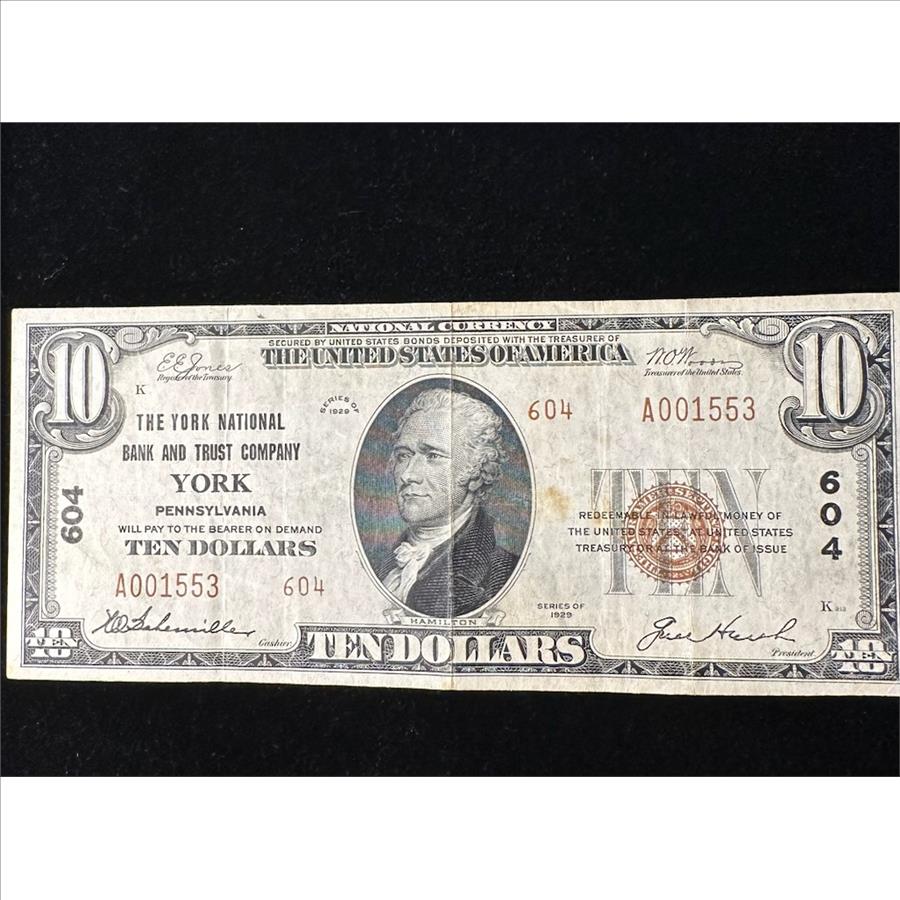 NATIONAL CURRENCY
SECURED BY UNITED STATES BONDS DEPOSITED WITH THE TREASURER OF
THE UNITED STATES OF AMERICA
10
10
E E Jones
Register of the Treasury.
W.O. Woods
Treasurer of the United States.
K
SERIES OF
1929
604
A001553
THE YORK NATIONAL
BANK AND TRUST COMPANY
YORK
PENNSYLVANIA
WILL PAY TO THE BEARER ON DEMAND
TEN DOLLARS
604
TEN
REDEEMABLE IN LAWFUL MONEY OF
THE UNITED STATES AT UNITED STATES
TREASURY OR AT THE BANK OF ISSUE
604
A001553
604
SERIES OF
1929
K
HAMILTON
Cashier.
President.
10
TEN
TEN DOLLARS
10
TEN